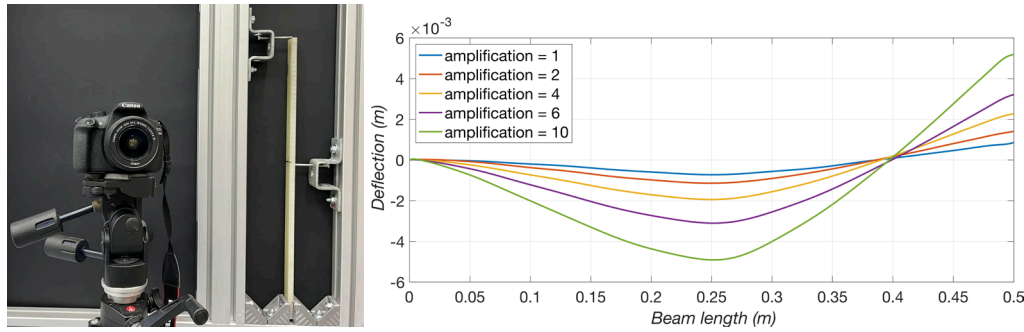 Canon
×10⁻³
6
4
2
0
-2
-4
-6
Deflection (m)
amplification = 1
amplification = 2
amplification = 4
amplification = 6
amplification = 10
0 0.05 0.1 0.15 0.2 0.25 0.3 0.35 0.4 0.45 0.5
Beam length (m)